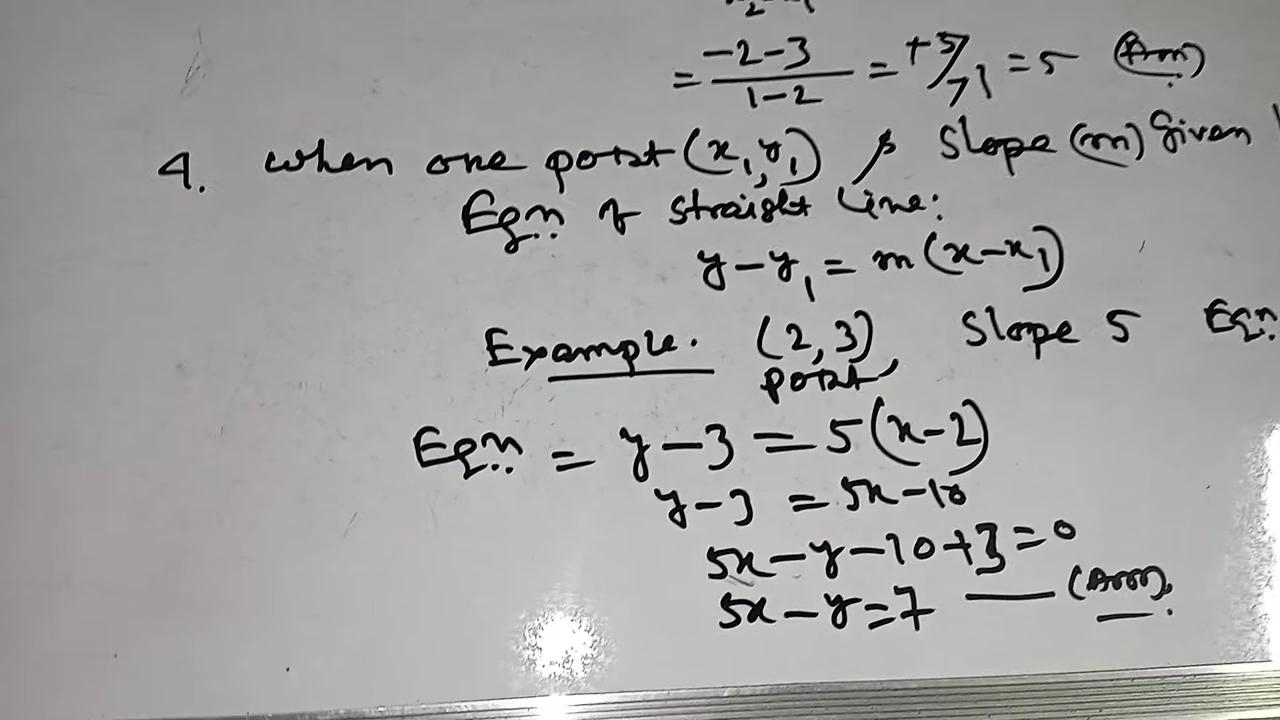 = -2-3 / 1-2 = +5/+1 = 5 (Ans)
4. When one point (x₁, y₁) & Slope (m) Given
Eqn. of straight Line:
y - y₁ = m(x - x₁)
Example. (2, 3), Slope 5 Eqn.
point
Eqn. = y - 3 = 5(x - 2)
y - 3 = 5x - 10
5x - y - 10 + 3 = 0
5x - y = 7 — (Ans).